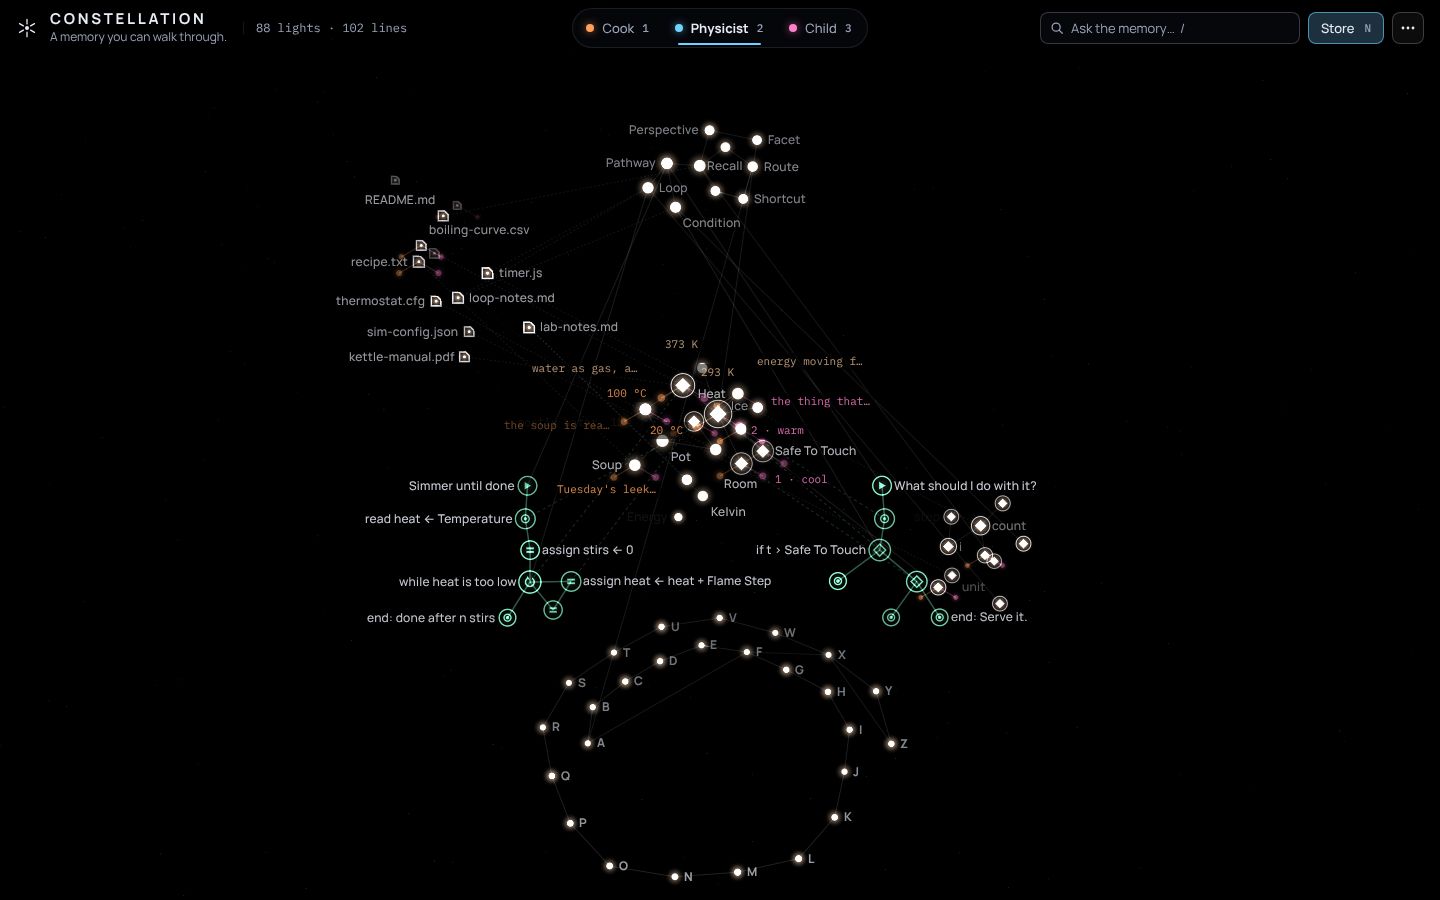 CONSTELLATION
A memory you can walk through.
88 lights · 102 lines
Cook 1
Physicist 2
Child 3
Ask the memory… /
Store N
Perspective
Facet
Pathway
Recall
Route
Loop
Shortcut
Condition
README.md
boiling-curve.csv
recipe.txt
timer.js
thermostat.cfg
loop-notes.md
sim-config.json
lab-notes.md
kettle-manual.pdf
373 K
energy moving f…
water as gas, a…
293 K
100 °C
Heat
Ice
the thing that…
the soup is rea…
20 °C
2 · warm
Pot
Safe To Touch
Soup
Room
1 · cool
Tuesday's leek…
Kelvin
Energy
Simmer until done
What should I do with it?
read heat ← Temperature
count
assign stirs ← 0
if t > Safe To Touch
i
while heat is too low
assign heat ← heat + Flame Step
unit
end: done after n stirs
end: Serve it.
U
V
W
T
E
F
X
D
G
S
C
H
Y
B
R
I
A
Z
Q
J
P
K
O
L
N
M